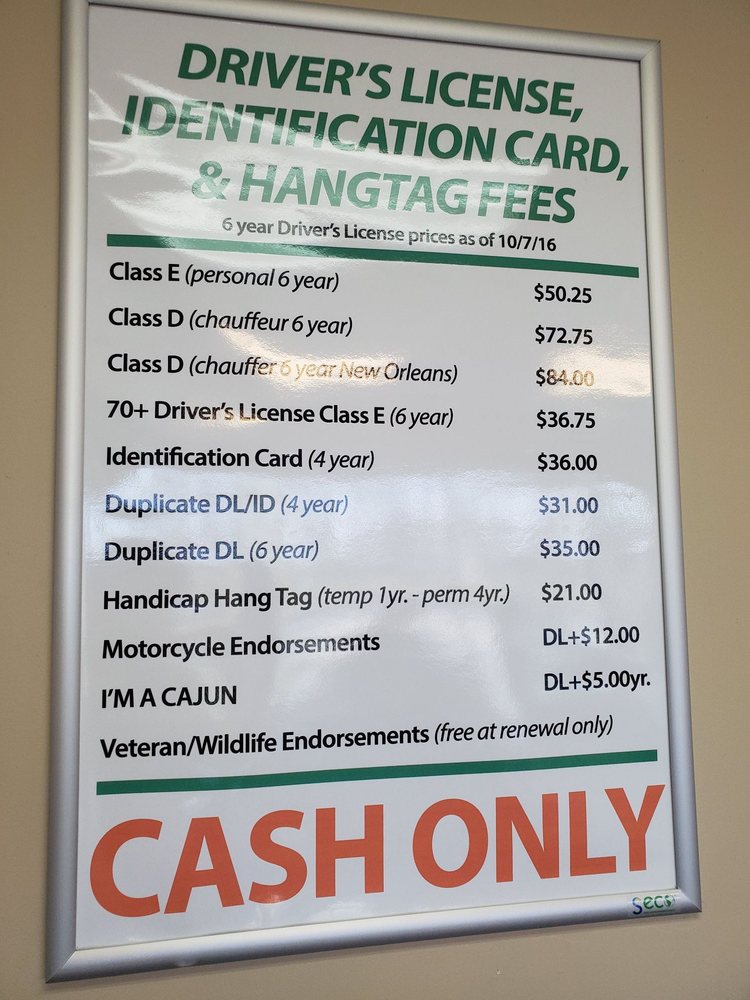 DRIVER'S LICENSE,
IDENTIFICATION CARD,
& HANGTAG FEES
6 year Driver's License prices as of 10/7/16
Class E (personal 6 year) $50.25
Class D (chauffeur 6 year) $72.75
Class D (chauffer 6 year New Orleans) $84.00
70+ Driver's License Class E (6 year) $36.75
Identification Card (4 year) $36.00
Duplicate DL/ID (4 year) $31.00
Duplicate DL (6 year) $35.00
Handicap Hang Tag (temp 1yr. - perm 4yr.) $21.00
Motorcycle Endorsements DL+$12.00
I'M A CAJUN DL+$5.00yr.
Veteran/Wildlife Endorsements (free at renewal only)
CASH ONLY
seco